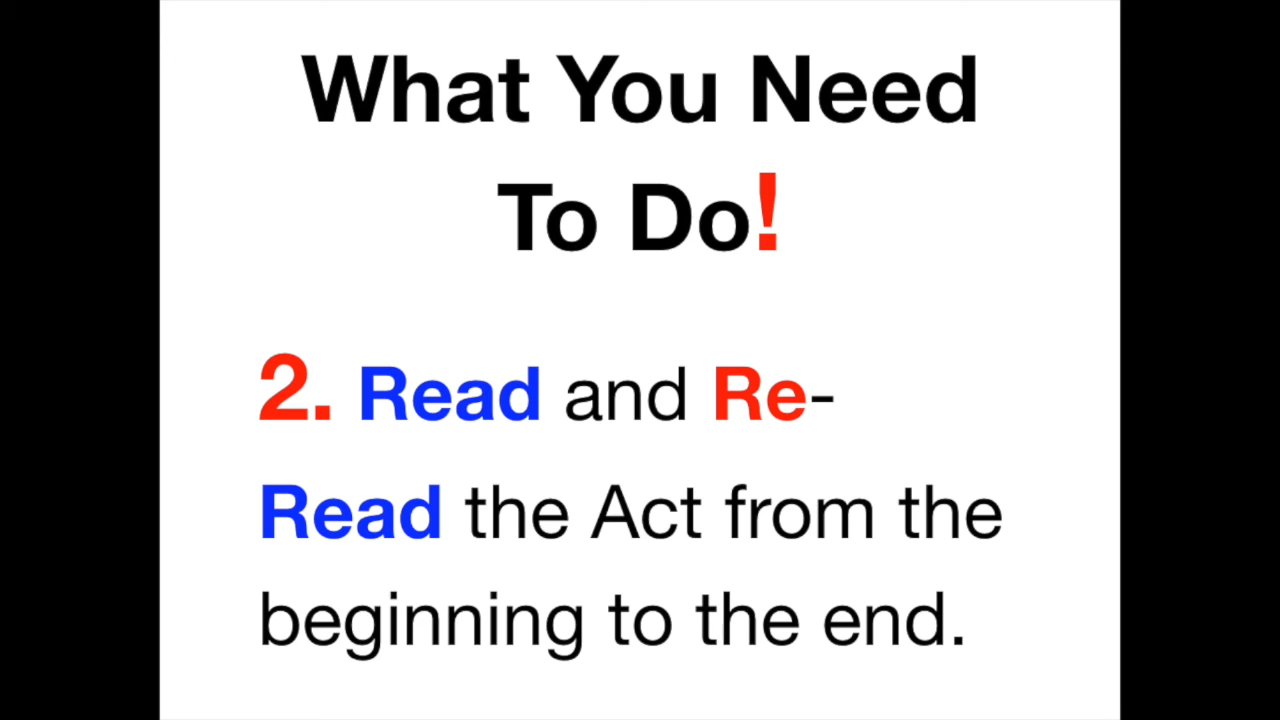 What You Need
To Do!
2. Read and Re-
Read the Act from the
beginning to the end.